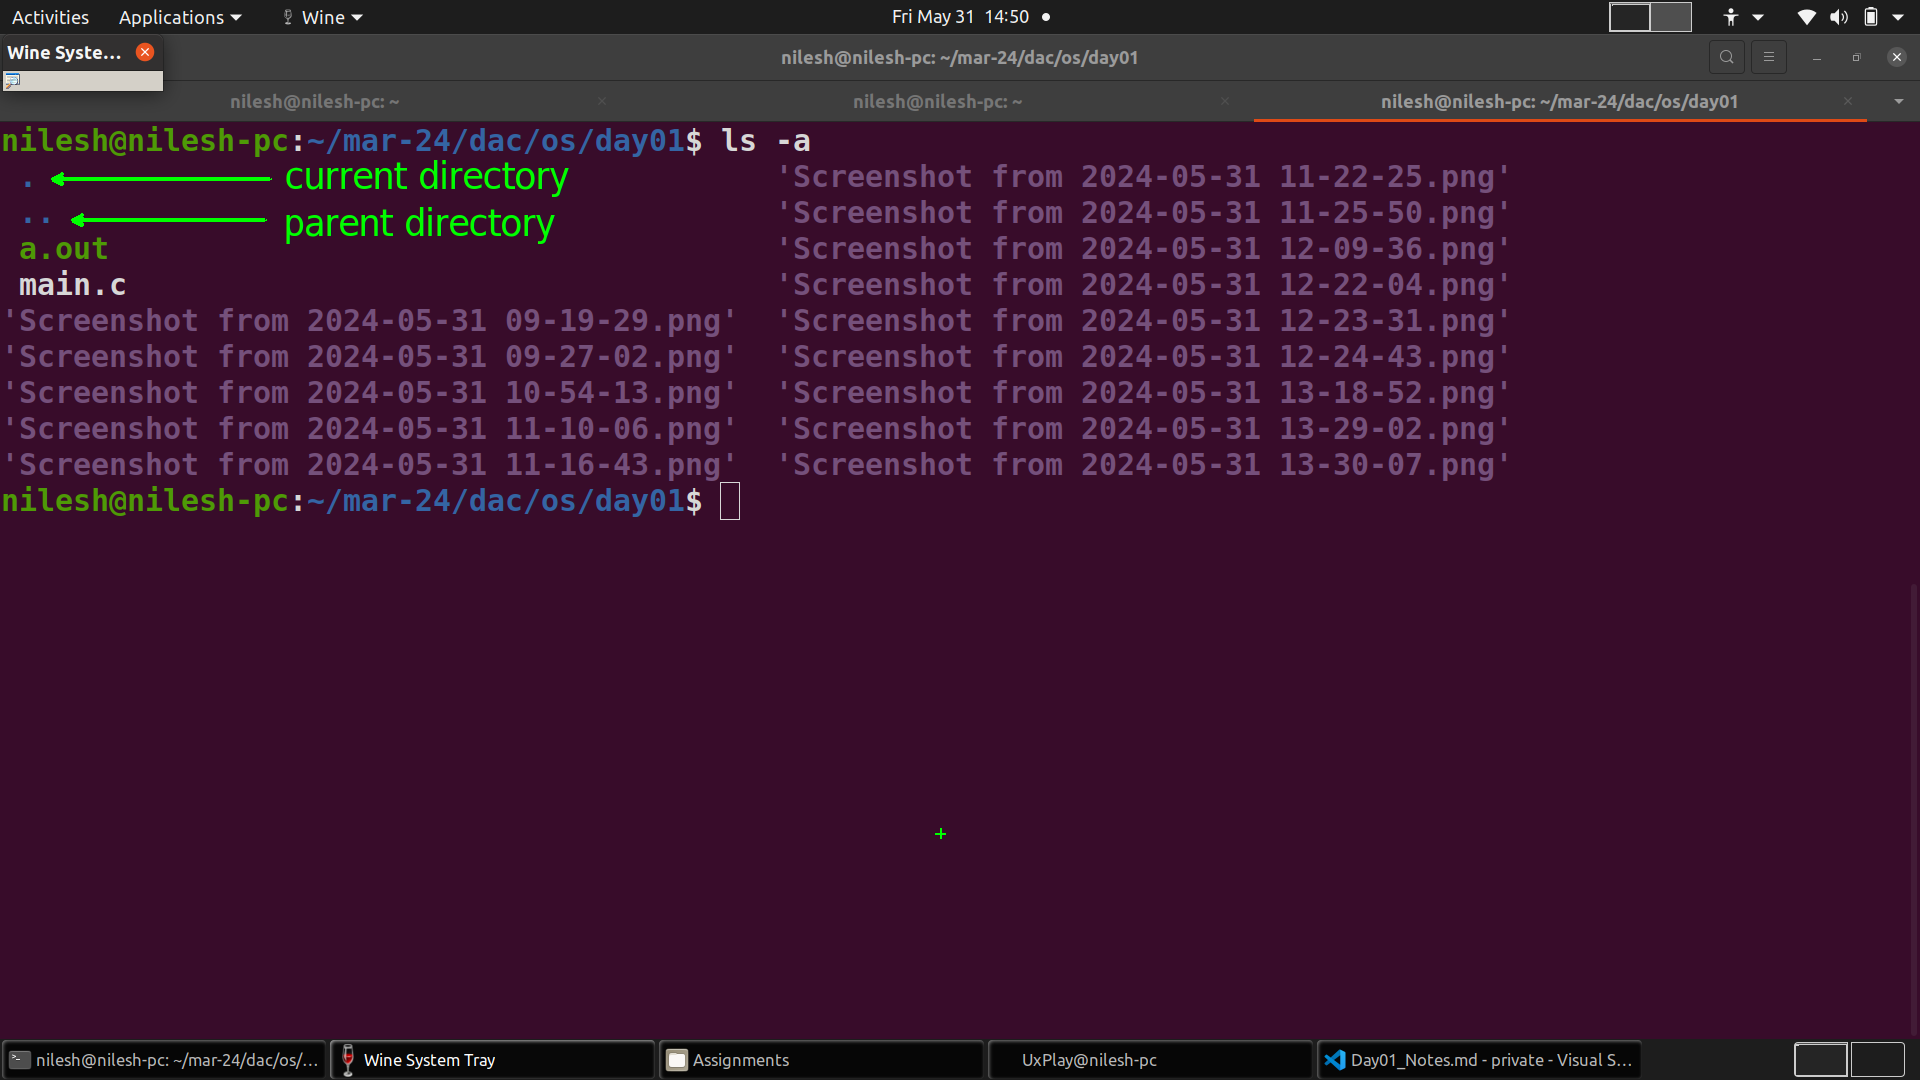 Activities Applications Wine Fri May 31 14:50
Wine Syste...
nilesh@nilesh-pc: ~/mar-24/dac/os/day01
nilesh@nilesh-pc: ~ nilesh@nilesh-pc: ~ nilesh@nilesh-pc: ~/mar-24/dac/os/day01
nilesh@nilesh-pc:~/mar-24/dac/os/day01$ ls -a
. current directory 'Screenshot from 2024-05-31 11-22-25.png'
.. parent directory 'Screenshot from 2024-05-31 11-25-50.png'
a.out 'Screenshot from 2024-05-31 12-09-36.png'
main.c 'Screenshot from 2024-05-31 12-22-04.png'
'Screenshot from 2024-05-31 09-19-29.png' 'Screenshot from 2024-05-31 12-23-31.png'
'Screenshot from 2024-05-31 09-27-02.png' 'Screenshot from 2024-05-31 12-24-43.png'
'Screenshot from 2024-05-31 10-54-13.png' 'Screenshot from 2024-05-31 13-18-52.png'
'Screenshot from 2024-05-31 11-10-06.png' 'Screenshot from 2024-05-31 13-29-02.png'
'Screenshot from 2024-05-31 11-16-43.png' 'Screenshot from 2024-05-31 13-30-07.png'
nilesh@nilesh-pc:~/mar-24/dac/os/day01$
nilesh@nilesh-pc: ~/mar-24/dac/os/... Wine System Tray Assignments UxPlay@nilesh-pc Day01_Notes.md - private - Visual S...